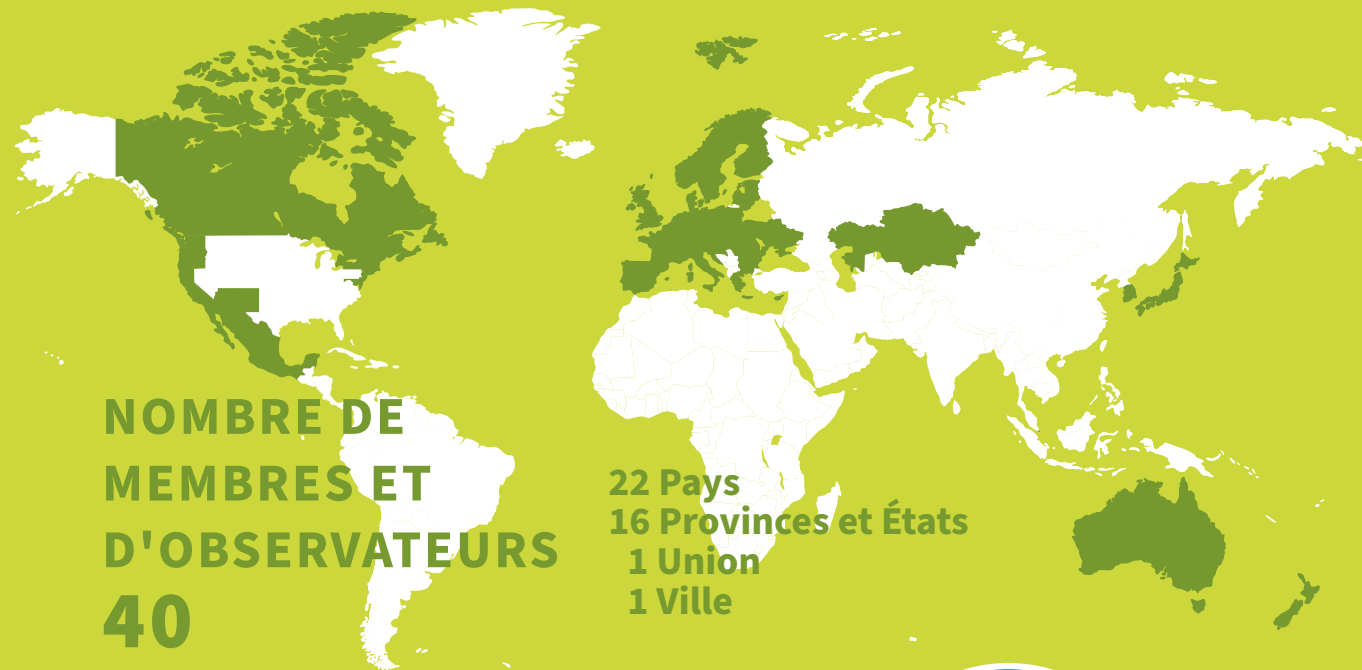 NOMBRE DE
MEMBRES ET
D'OBSERVATEURS
40
22 Pays
16 Provinces et États
1 Union
1 Ville